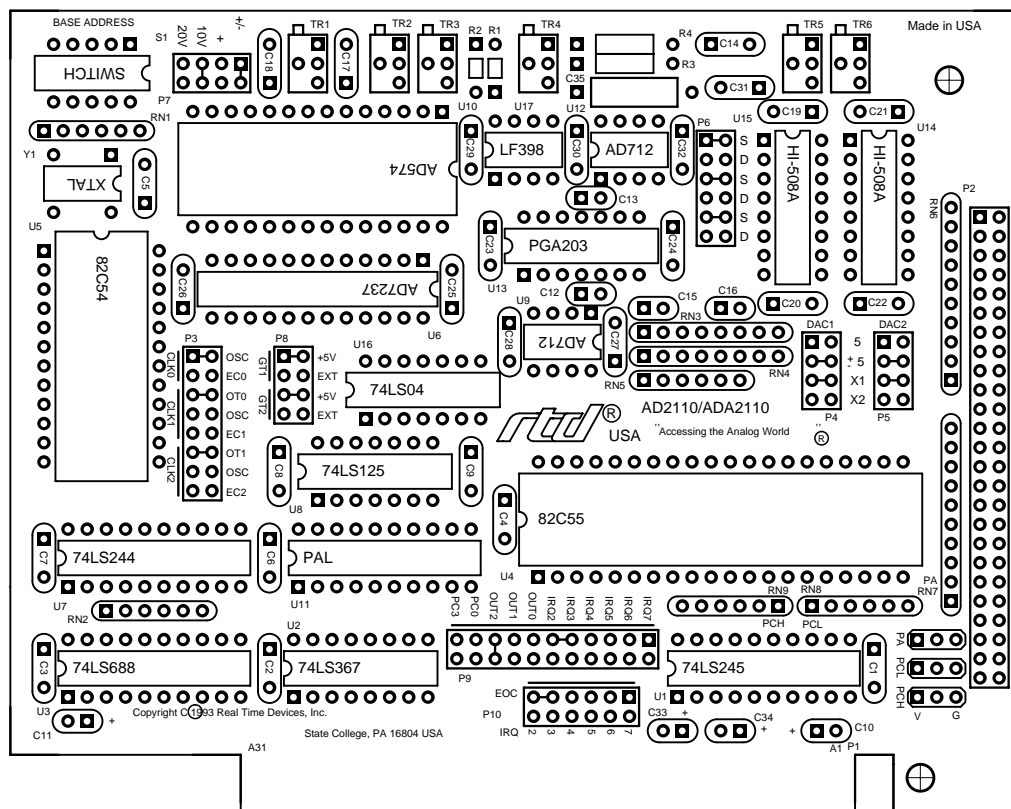 BASE ADDRESS
S1
20V
10V
+
+/-
TR1
TR2
TR3
R2
R1
TR4
R4
R3
C14
TR5
TR6
Made in USA
SWITCH
C18
C17
C35
C31
P7
RN1
U10
U17
U12
P6
U15
C19
C21
U14
Y1
XTAL
C5
AD574
C29
LF398
C30
AD712
C32
S
D
S
D
S
D
HI-508A
HI-508A
C13
RN6
P2
U5
82C54
C23
PGA203
C24
U13
C26
AD7237
C25
U6
C12
C15
C16
C20
C22
U9
C28
AD712
C27
RN3
RN4
RN5
DAC1
DAC2
5
+ 5
-
X1
X2
P4
P5
P3
CLK0
CLK1
CLK2
OSC
EC0
OT0
OSC
EC1
OT1
OSC
EC2
P8
GT1
GT2
+5V
EXT
+5V
EXT
U16
74LS04
rtd®
USA
AD2110/ADA2110
"Accessing the Analog World
"®
C8
74LS125
C9
U8
C4
82C55
U4
C7
74LS244
U7
C6
PAL
U11
RN2
PC3
PC0
OUT2
OUT1
OUT0
IRQ2
IRQ3
IRQ4
IRQ5
IRQ6
IRQ7
RN9
PCH
RN8
PCL
PA
RN7
C3
74LS688
U3
U2
C2
74LS367
P9
74LS245
U1
C1
PA
PCL
PCH
V
G
EOC
P10
IRQ
2
3
4
5
6
7
C11
+
Copyright ©1993 Real Time Devices, Inc.
State College, PA 16804 USA
C33
+
C34
+
+
C10
A31
A1
P1